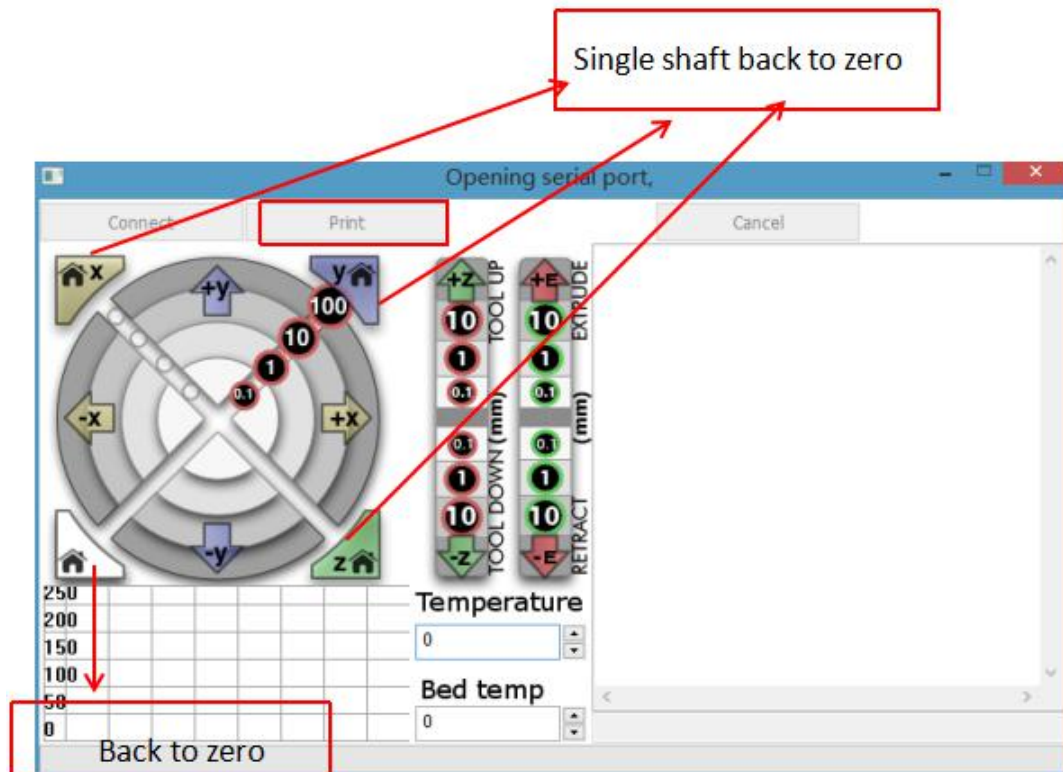 Single shaft back to zero
Opening serial port,
Connect
Print
Cancel
x
y
+y
100
10
1
0.1
-x
+x
-y
z
+Z
10
1
0.1
0.1
1
10
-Z
TOOL UP
TOOL DOWN (mm)
+E
10
1
0.1
0.1
1
10
-E
EXTRUDE
(mm)
RETRACT
250
200
150
100
50
0
Temperature
0
Bed temp
0
Back to zero